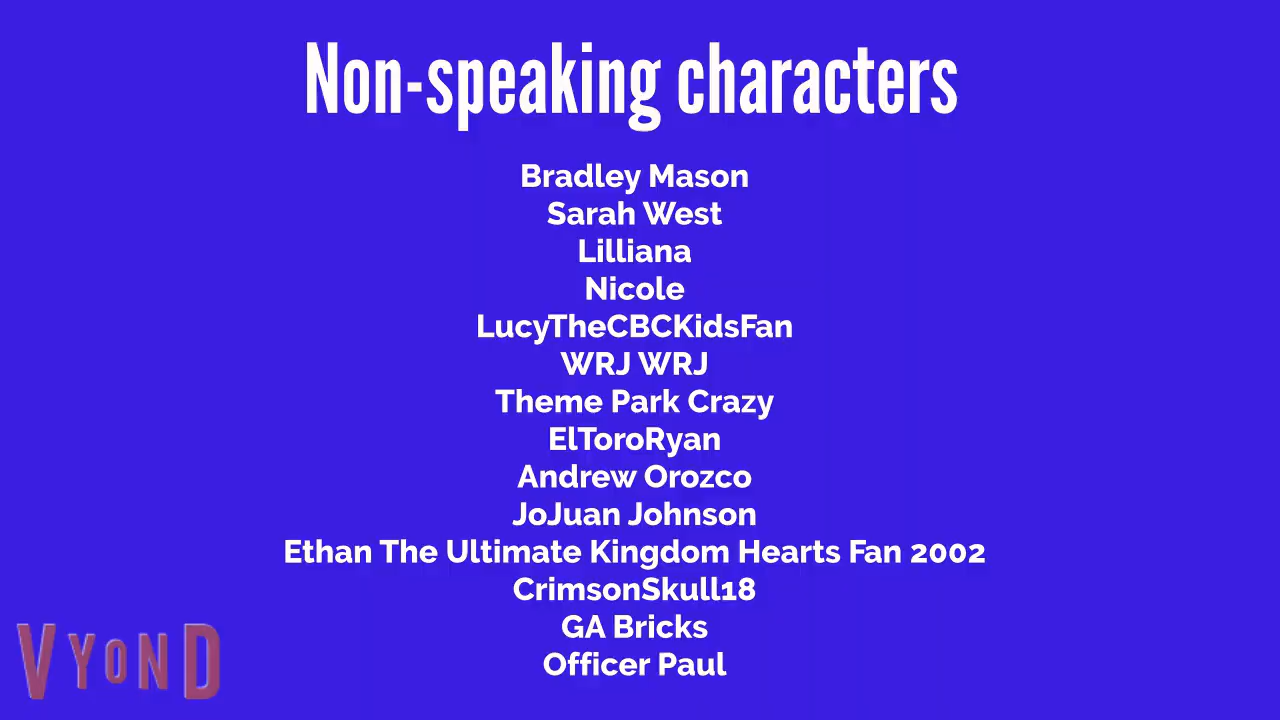 Non-speaking characters
Bradley Mason
Sarah West
Lilliana
Nicole
LucyTheCBCKidsFan
WRJ WRJ
Theme Park Crazy
ElToroRyan
Andrew Orozco
JoJuan Johnson
Ethan The Ultimate Kingdom Hearts Fan 2002
CrimsonSkull18
GA Bricks
Officer Paul
VYOND